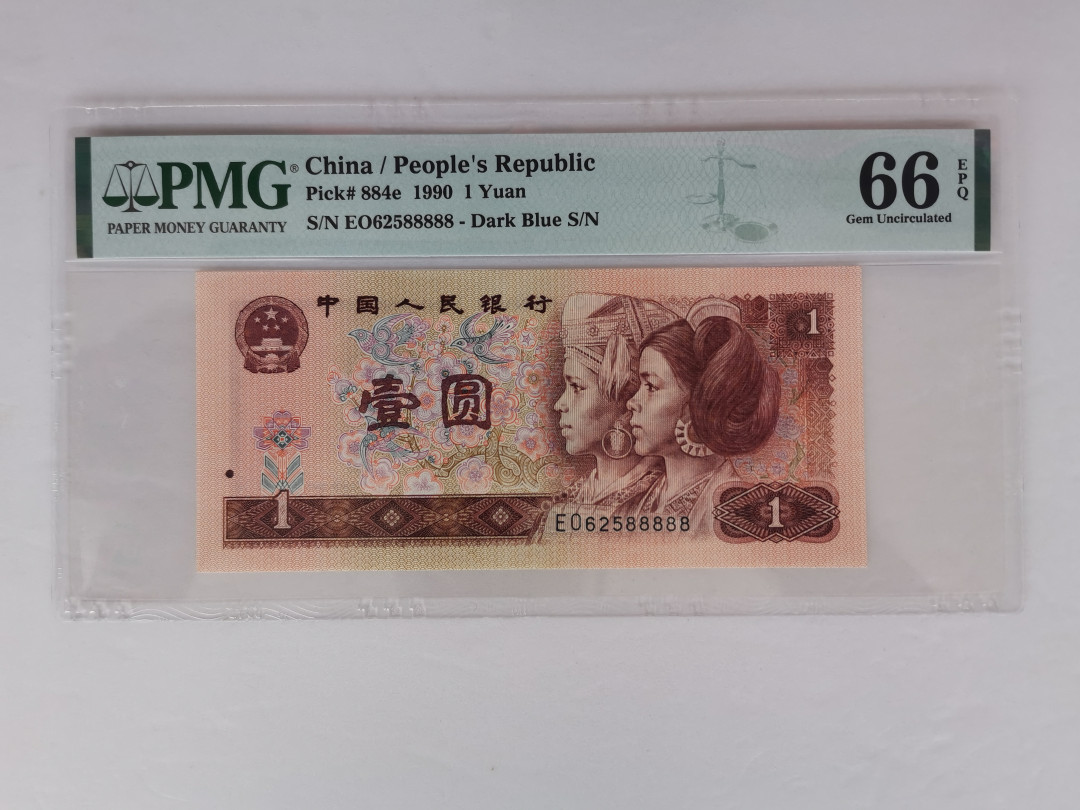 PMG®
PAPER MONEY GUARANTY
China / People's Republic
Pick# 884e 1990 1 Yuan
S/N EO62588888 - Dark Blue S/N
66 EPQ
Gem Uncirculated
中国人民银行
1
壹圆
1
EO62588888
1